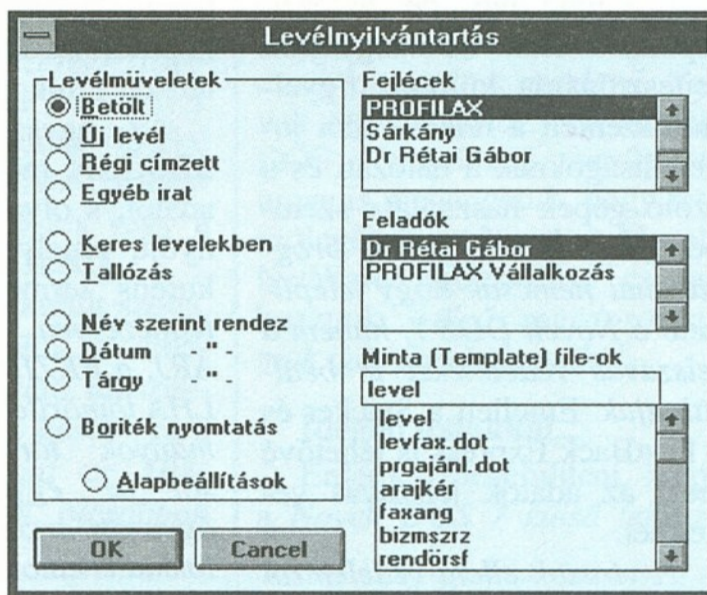 Levélnyilvántartás
Levélmüveletek
Betölt
Új levél
Régi címzett
Egyéb irat
Keres levelekben
Tallózás
Név szerint rendez
Dátum -"-
Tárgy -"-
Boríték nyomtatás
Alapbeállítások
OK Cancel
Fejlécek
PROFILAX
Sárkány
Dr Rétai Gábor
Feladók
Dr Rétai Gábor
PROFILAX Vállalkozás
Minta (Template) file-ok
level
level
levfax.dot
prgajánl.dot
arajkér
faxang
bizmszrz
rendörsf